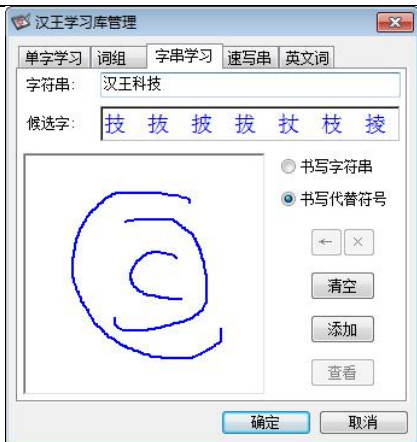 汉王学习库管理
单字学习 词组 字串学习 速写串 英文词
字符串: 汉王科技
候选字: 技 抜 披 拔 扙 枝 掕
书写字符串
书写代替符号
← ×
清空
添加
查看
确定 取消